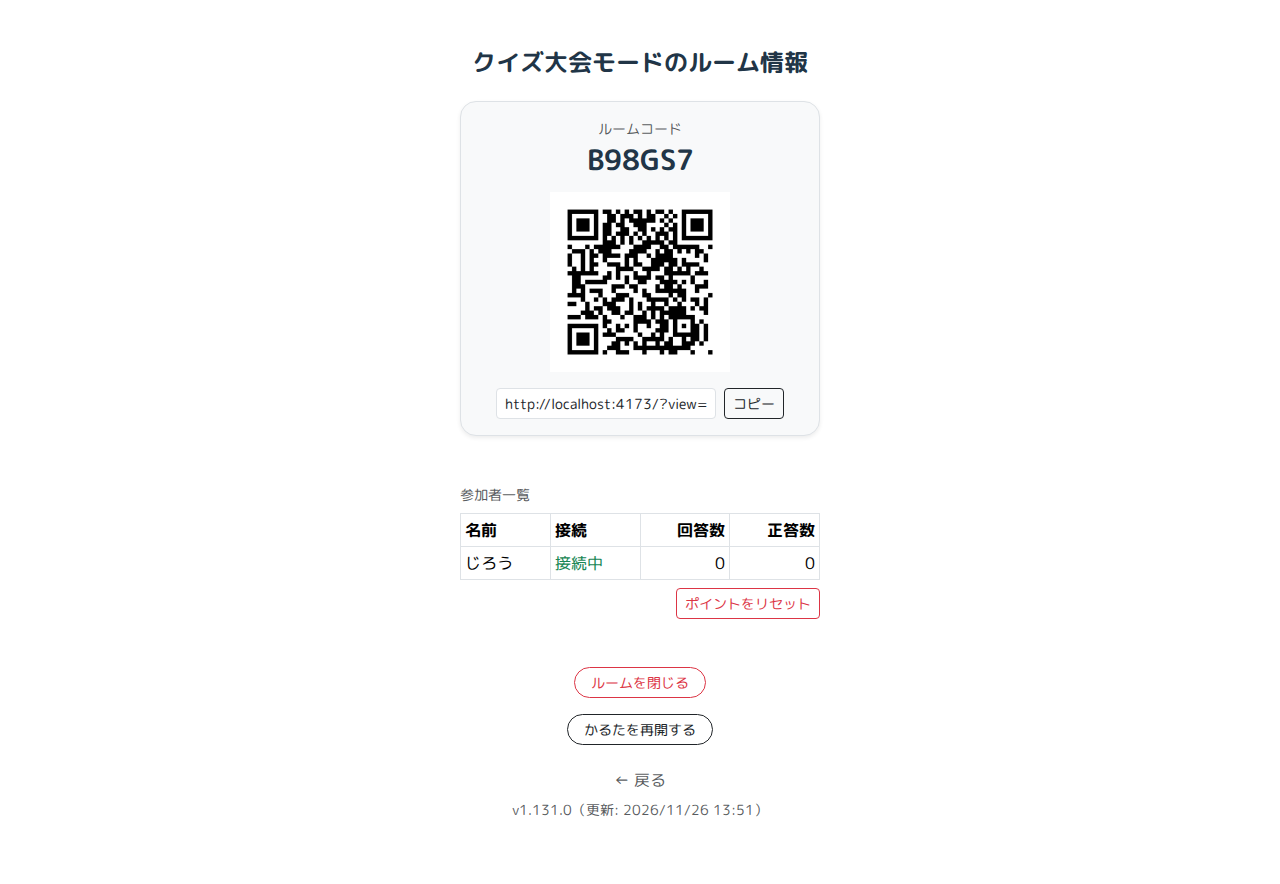 クイズ大会モードのルーム情報
ルームコード
B98GS7
http://localhost:4173/?view= コピー
参加者一覧
名前 接続 回答数 正答数
じろう 接続中 0 0
ポイントをリセット
ルームを閉じる
かるたを再開する
← 戻る
v1.131.0（更新: 2026/11/26 13:51）